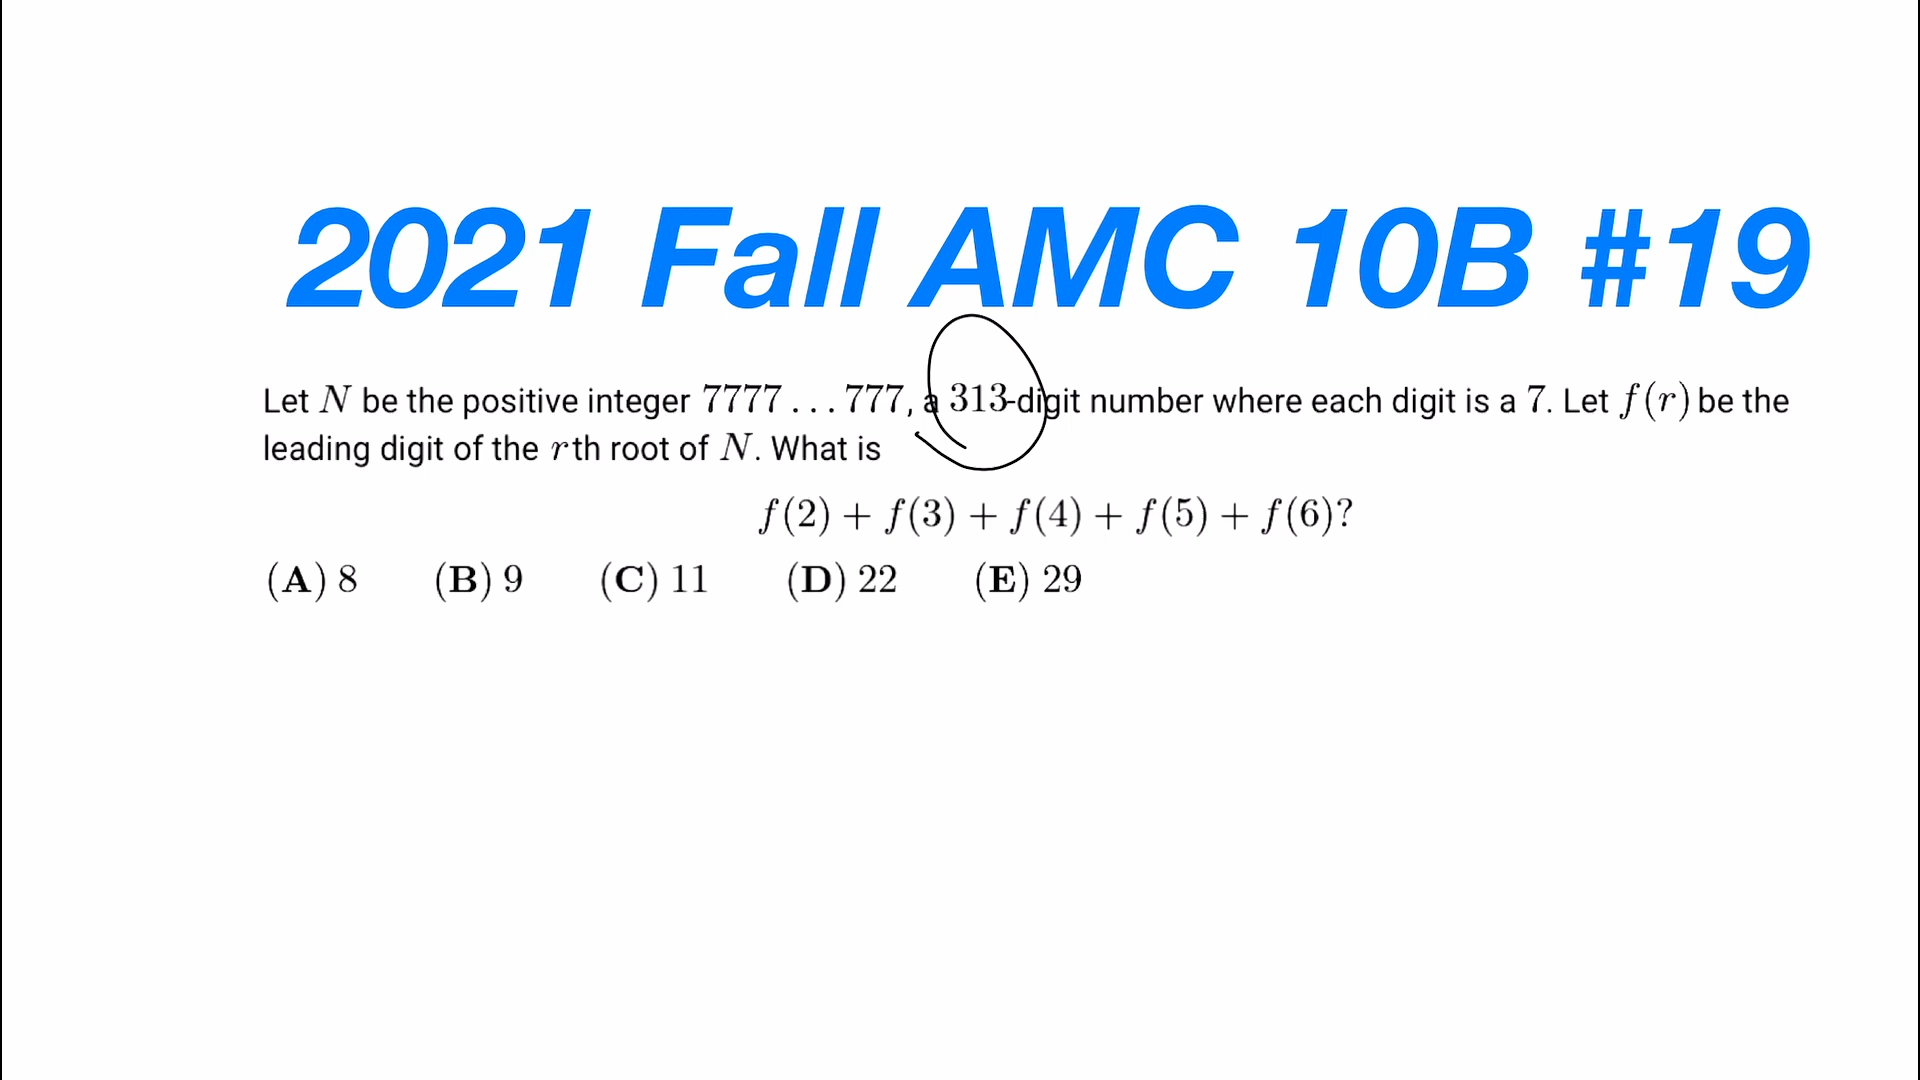 2021 Fall AMC 10B #19
Let N be the positive integer 7777...777, a 313-digit number where each digit is a 7. Let f(r) be the
leading digit of the rth root of N. What is
f(2) + f(3) + f(4) + f(5) + f(6)?
(A) 8 (B) 9 (C) 11 (D) 22 (E) 29